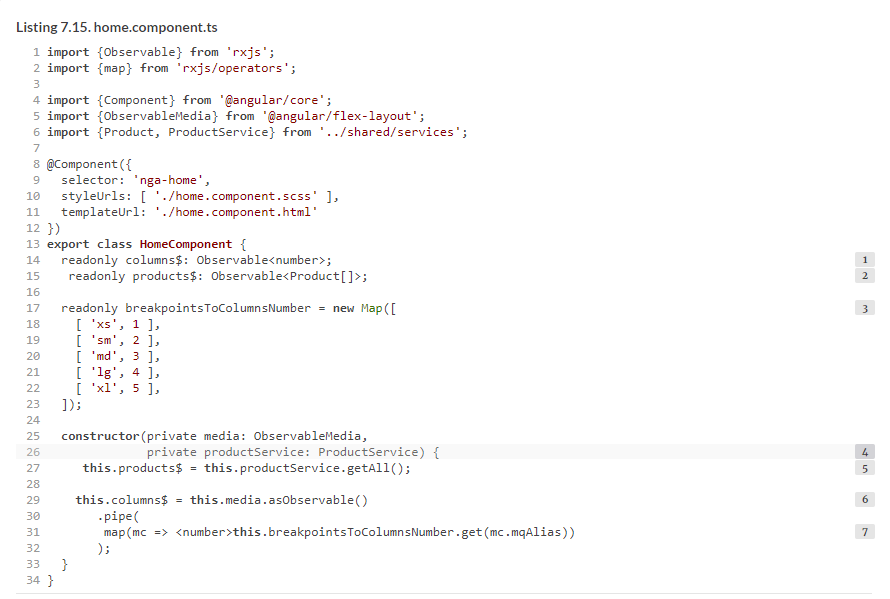 Listing 7.15. home.component.ts
1 import {Observable} from 'rxjs';
2 import {map} from 'rxjs/operators';
3
4 import {Component} from '@angular/core';
5 import {ObservableMedia} from '@angular/flex-layout';
6 import {Product, ProductService} from '../shared/services';
7
8 @Component({
9   selector: 'nga-home',
10   styleUrls: [ './home.component.scss' ],
11   templateUrl: './home.component.html'
12 })
13 export class HomeComponent {
14   readonly columns$: Observable<number>; 1
15    readonly products$: Observable<Product[]>; 2
16
17   readonly breakpointsToColumnsNumber = new Map([ 3
18     [ 'xs', 1 ],
19     [ 'sm', 2 ],
20     [ 'md', 3 ],
21     [ 'lg', 4 ],
22     [ 'xl', 5 ],
23   ]);
24
25   constructor(private media: ObservableMedia,
26               private productService: ProductService) { 4
27      this.products$ = this.productService.getAll(); 5
28
29     this.columns$ = this.media.asObservable() 6
30        .pipe(
31         map(mc => <number>this.breakpointsToColumnsNumber.get(mc.mqAlias)) 7
32        );
33   }
34 }